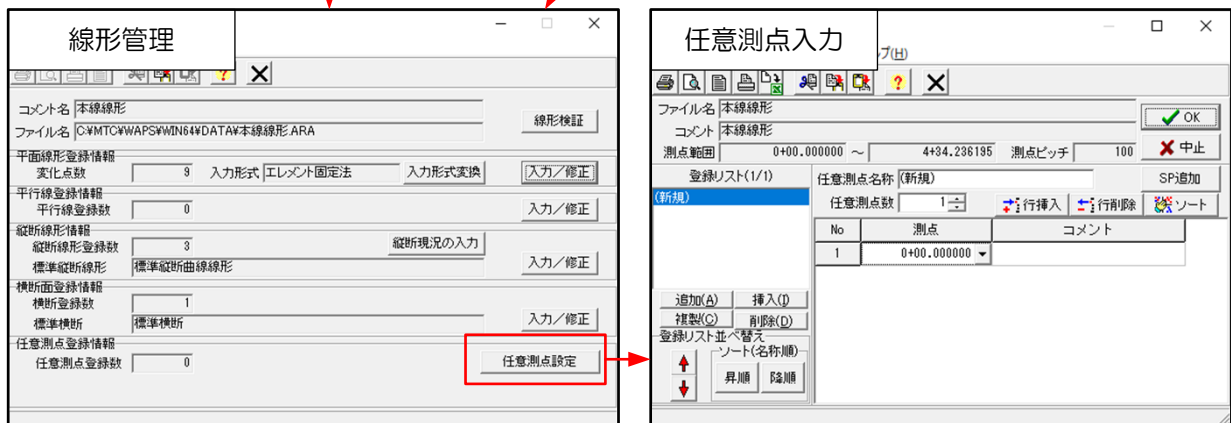 線形管理
コメント名 本線線形
ファイル名 C:¥MTC¥WAPS¥WIN64¥DATA¥本線線形.ARA
線形検証
平面線形登録情報
変化点数 9 入力形式 エレメント固定法 入力形式変換 入力/修正
平行線登録情報
平行線登録数 0 入力/修正
縦断線形情報
縦断線形登録数 3 縦断現況の入力
標準縦断線形 標準縦断曲線線形 入力/修正
横断面登録情報
横断登録数 1
標準横断 標準横断 入力/修正
任意測点登録情報
任意測点登録数 0 任意測点設定
任意測点入力
プ(H)
ファイル名 本線線形
コメント 本線線形
測点範囲 0+00.000000 ~ 4+34.236195 測点ピッチ 100
OK
中止
登録リスト(1/1)
(新規)
追加(A) 挿入(I)
複製(C) 削除(D)
登録リスト並べ替え
ソート(名称順)
昇順 降順
任意測点名称 (新規) SP追加
任意測点数 1 行挿入 行削除 ソート
No 測点 コメント
1 0+00.000000